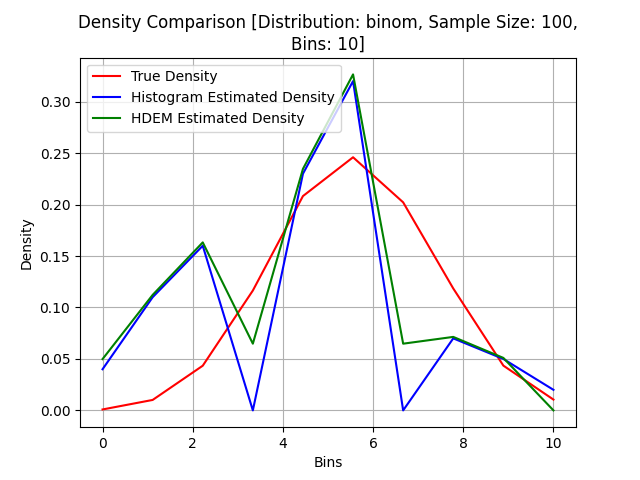 Density Comparison [Distribution: binom, Sample Size: 100,
Bins: 10]
True Density
Histogram Estimated Density
HDEM Estimated Density
Density
0.30
0.25
0.20
0.15
0.10
0.05
0.00
0 2 4 6 8 10
Bins